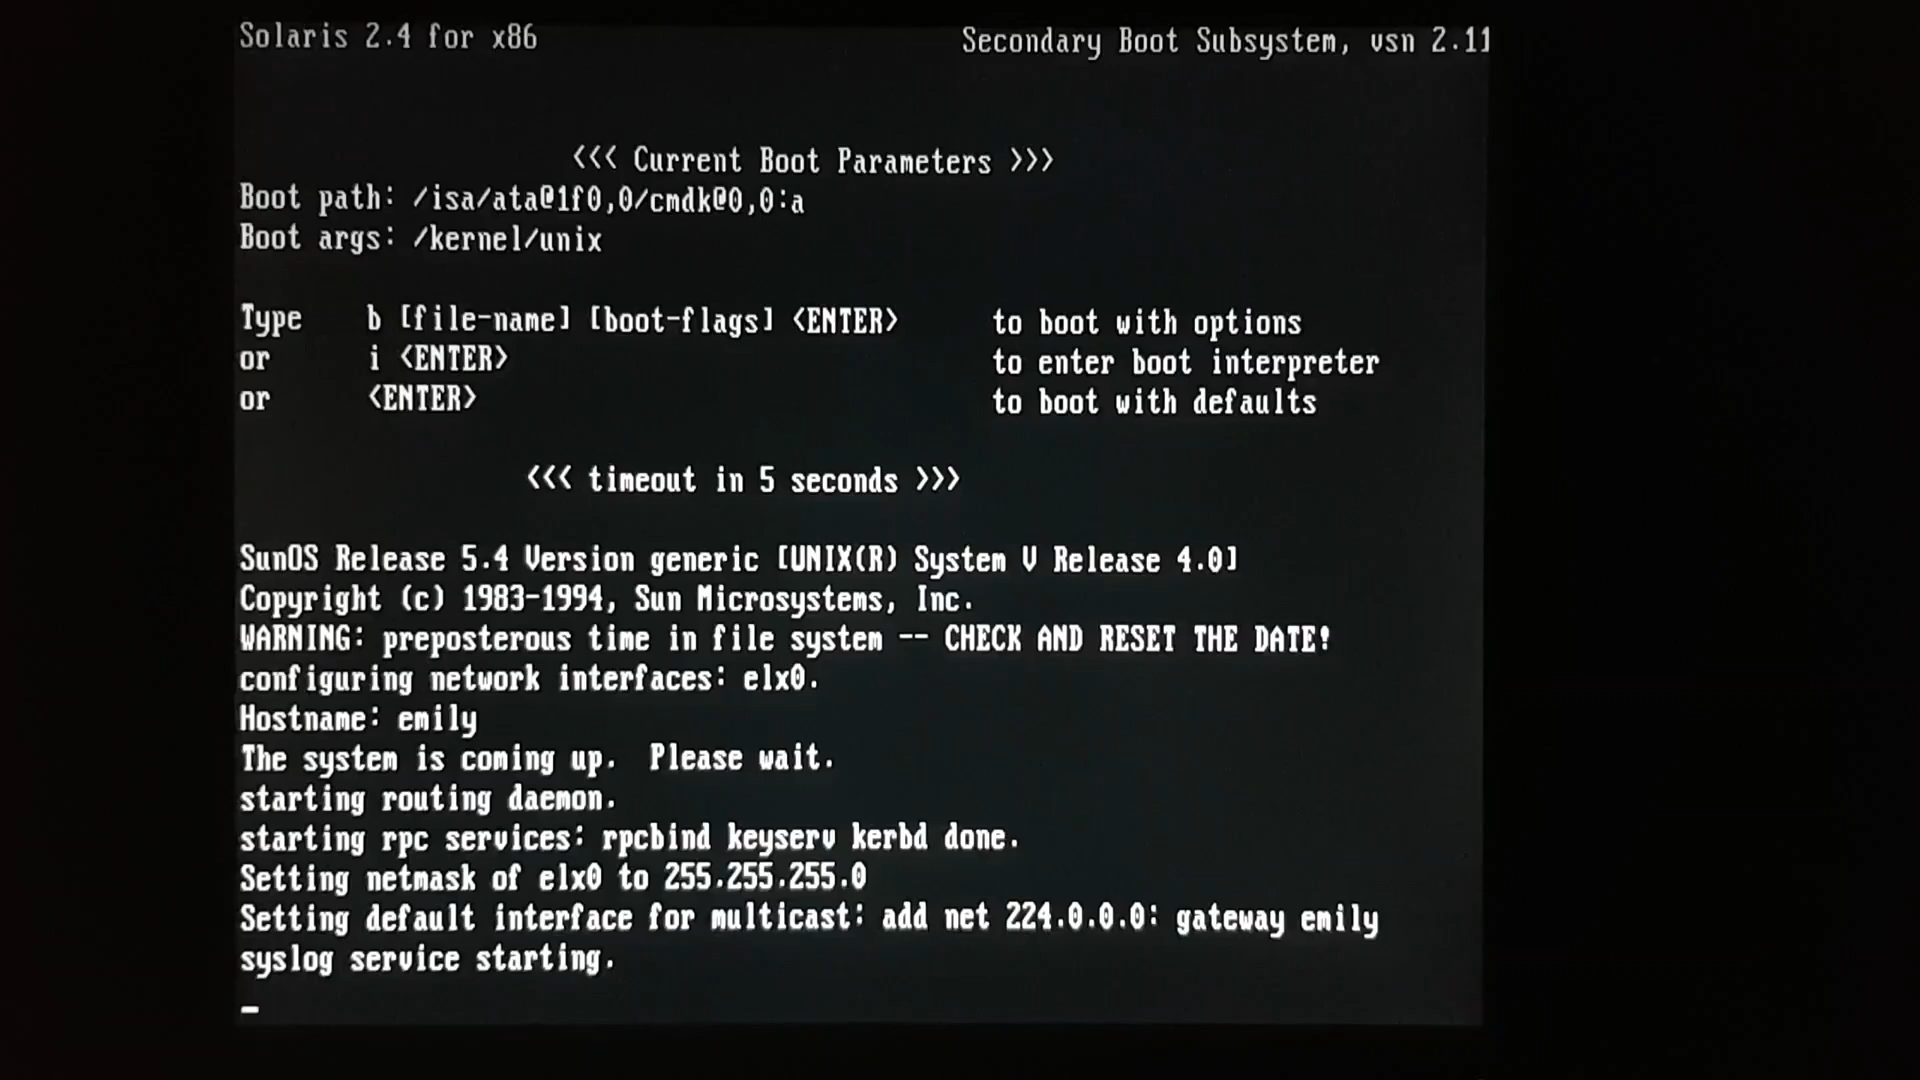 Solaris 2.4 for x86 Secondary Boot Subsystem, vsn 2.11
<<< Current Boot Parameters >>>
Boot path: /isa/ata@1f0,0/cmdk@0,0:a
Boot args: /kernel/unix
Type b [file-name] [boot-flags] <ENTER> to boot with options
or i <ENTER> to enter boot interpreter
or <ENTER> to boot with defaults
<<< timeout in 5 seconds >>>
SunOS Release 5.4 Version generic [UNIX(R) System V Release 4.0]
Copyright (c) 1983-1994, Sun Microsystems, Inc.
WARNING: preposterous time in file system -- CHECK AND RESET THE DATE!
configuring network interfaces: elx0.
Hostname: emily
The system is coming up. Please wait.
starting routing daemon.
starting rpc services: rpcbind keyserv kerbd done.
Setting netmask of elx0 to 255.255.255.0
Setting default interface for multicast: add net 224.0.0.0: gateway emily
syslog service starting.